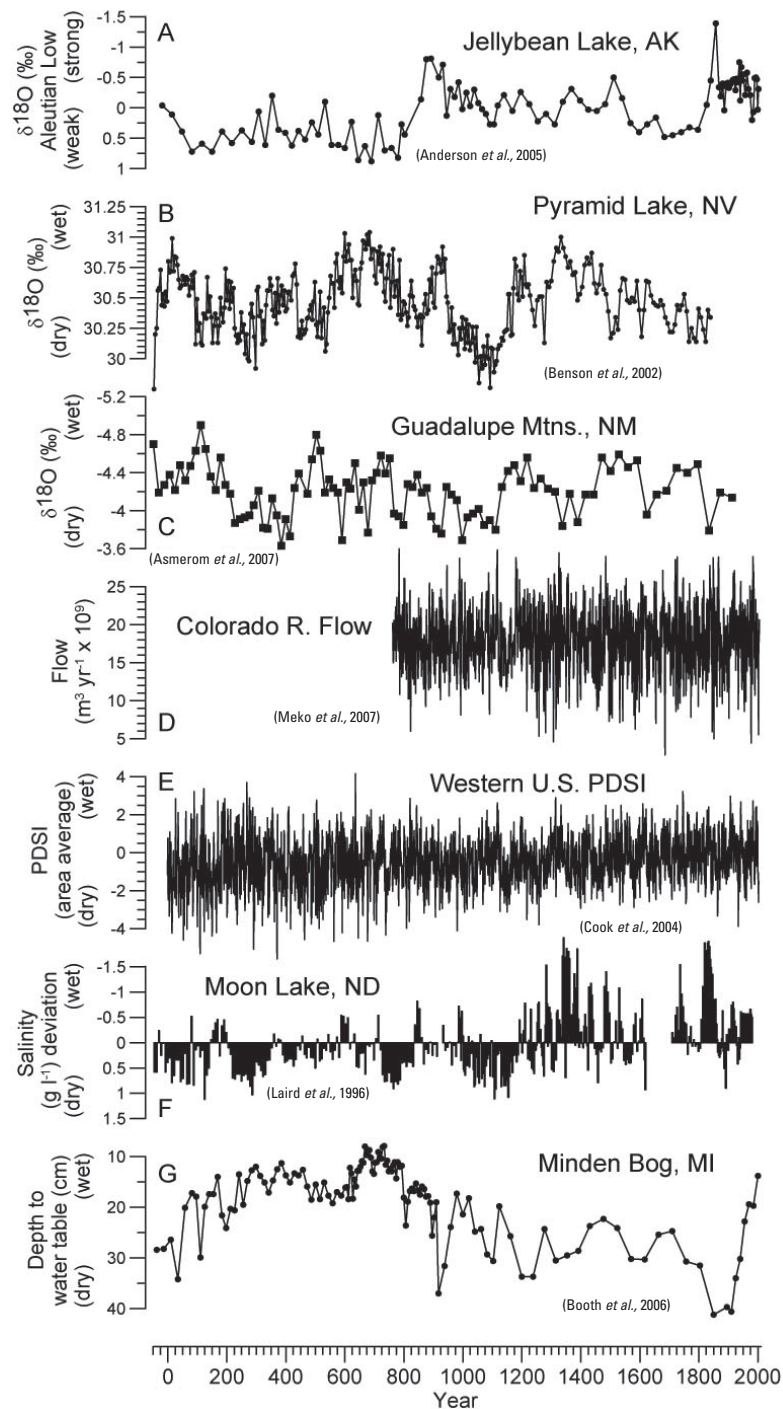 A
Jellybean Lake, AK
δ18O (‰)
Aleutian Low
(weak) (strong)
-1.5
-1
-0.5
0
0.5
1
(Anderson et al., 2005)
B
Pyramid Lake, NV
δ18O (‰)
(dry) (wet)
31.25
31
30.75
30.5
30.25
30
(Benson et al., 2002)
Guadalupe Mtns., NM
δ18O (‰)
(dry) (wet)
-5.2
-4.8
-4.4
-4
-3.6
C
(Asmerom et al., 2007)
Colorado R. Flow
Flow
(m³ yr⁻¹ x 10⁹)
25
20
15
10
5
D
(Meko et al., 2007)
E
Western U.S. PDSI
PDSI
(area average)
(dry) (wet)
4
2
0
-2
-4
(Cook et al., 2004)
Moon Lake, ND
Salinity
(g l⁻¹) deviation
(dry) (wet)
-1.5
-1
-0.5
0
0.5
1
1.5
F
(Laird et al., 1996)
G
Minden Bog, MI
Depth to
water table (cm)
(dry) (wet)
10
20
30
40
(Booth et al., 2006)
0 200 400 600 800 1000 1200 1400 1600 1800 2000
Year